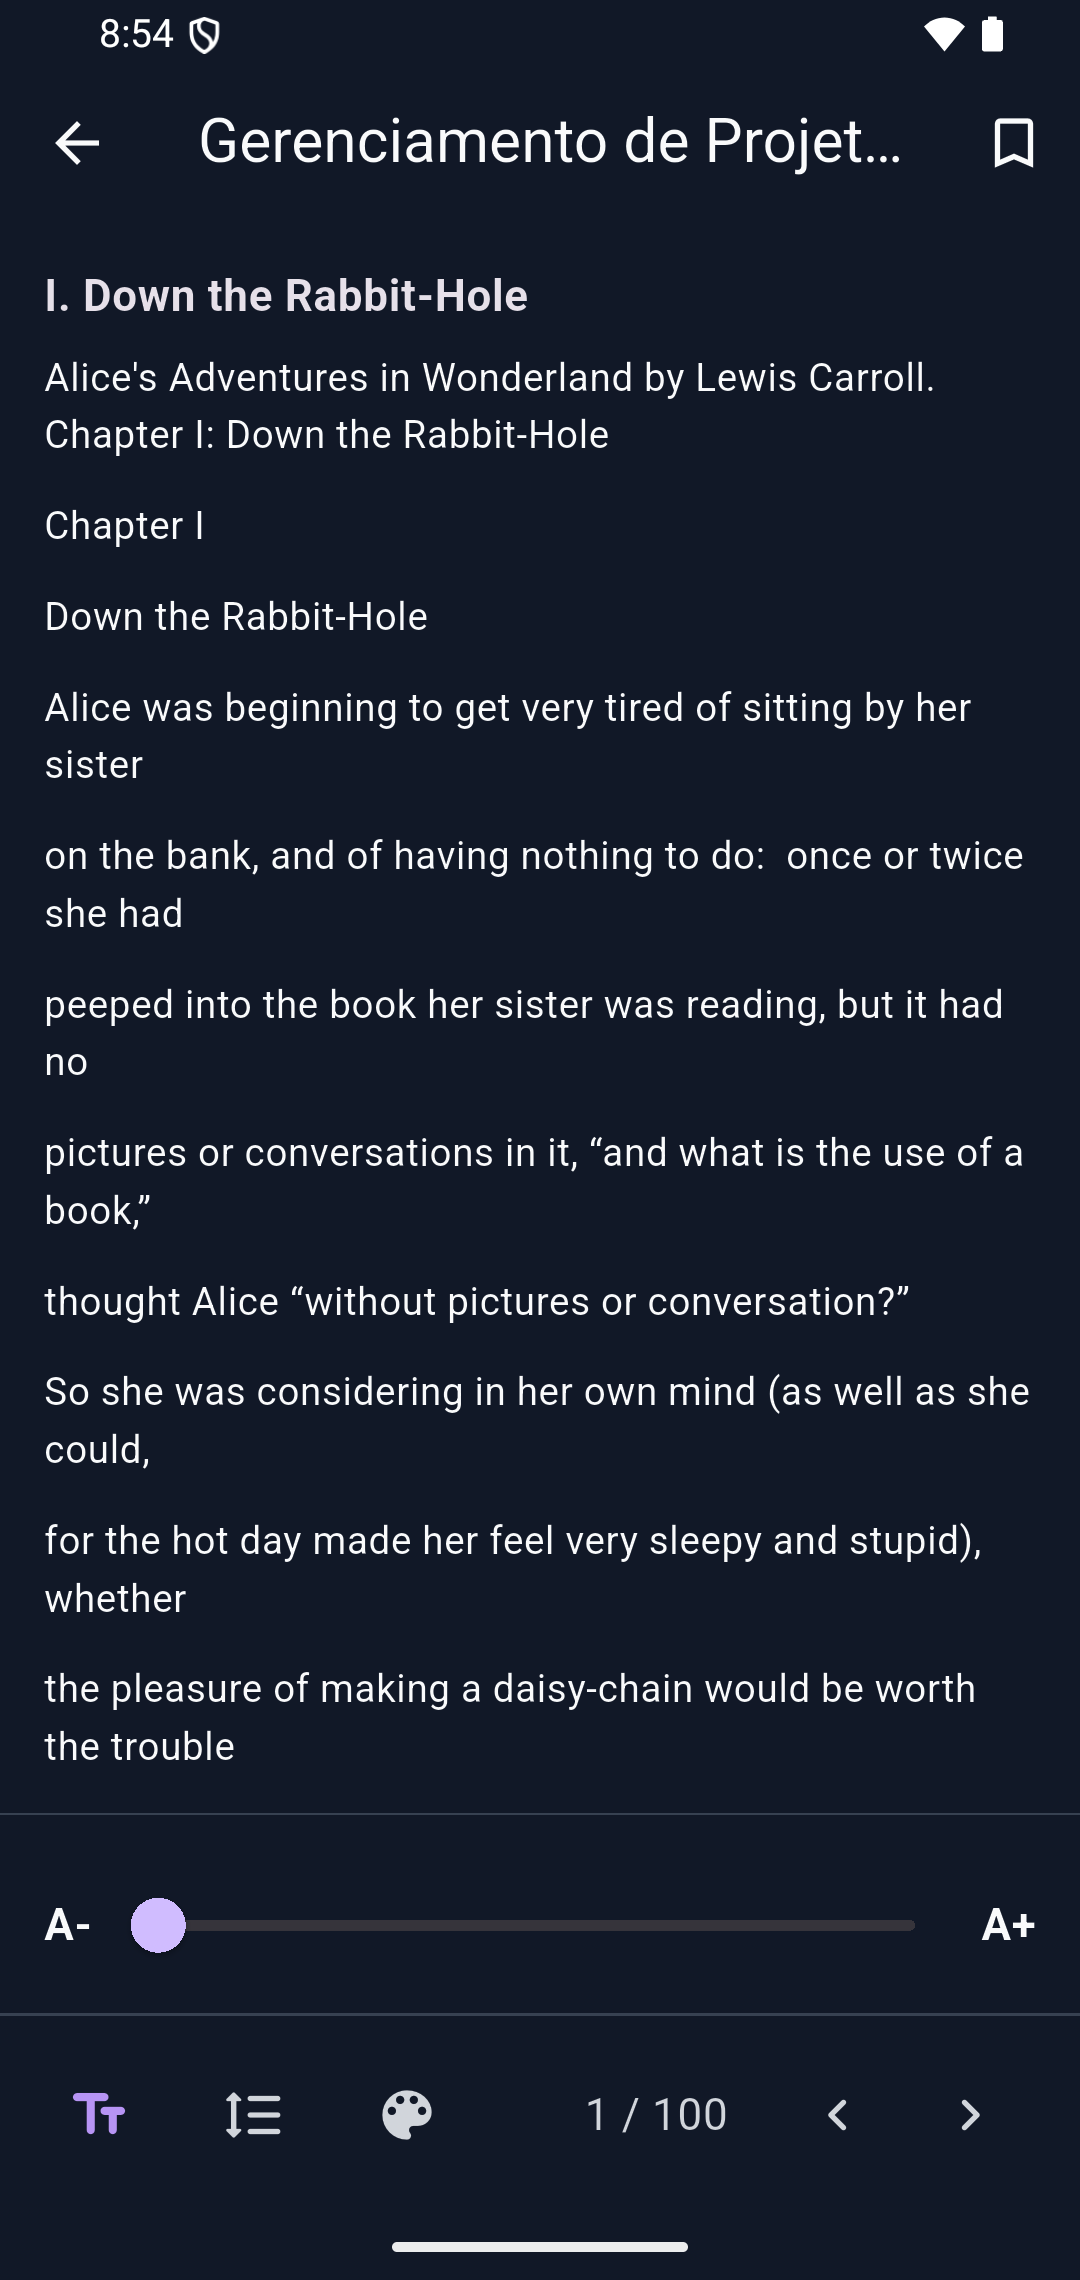 8:54
Gerenciamento de Projet...
I. Down the Rabbit-Hole
Alice's Adventures in Wonderland by Lewis Carroll.
Chapter I: Down the Rabbit-Hole
Chapter I
Down the Rabbit-Hole
Alice was beginning to get very tired of sitting by her
sister
on the bank, and of having nothing to do:  once or twice
she had
peeped into the book her sister was reading, but it had
no
pictures or conversations in it, “and what is the use of a
book,”
thought Alice “without pictures or conversation?”
So she was considering in her own mind (as well as she
could,
for the hot day made her feel very sleepy and stupid),
whether
the pleasure of making a daisy-chain would be worth
the trouble
A- A+
1 / 100